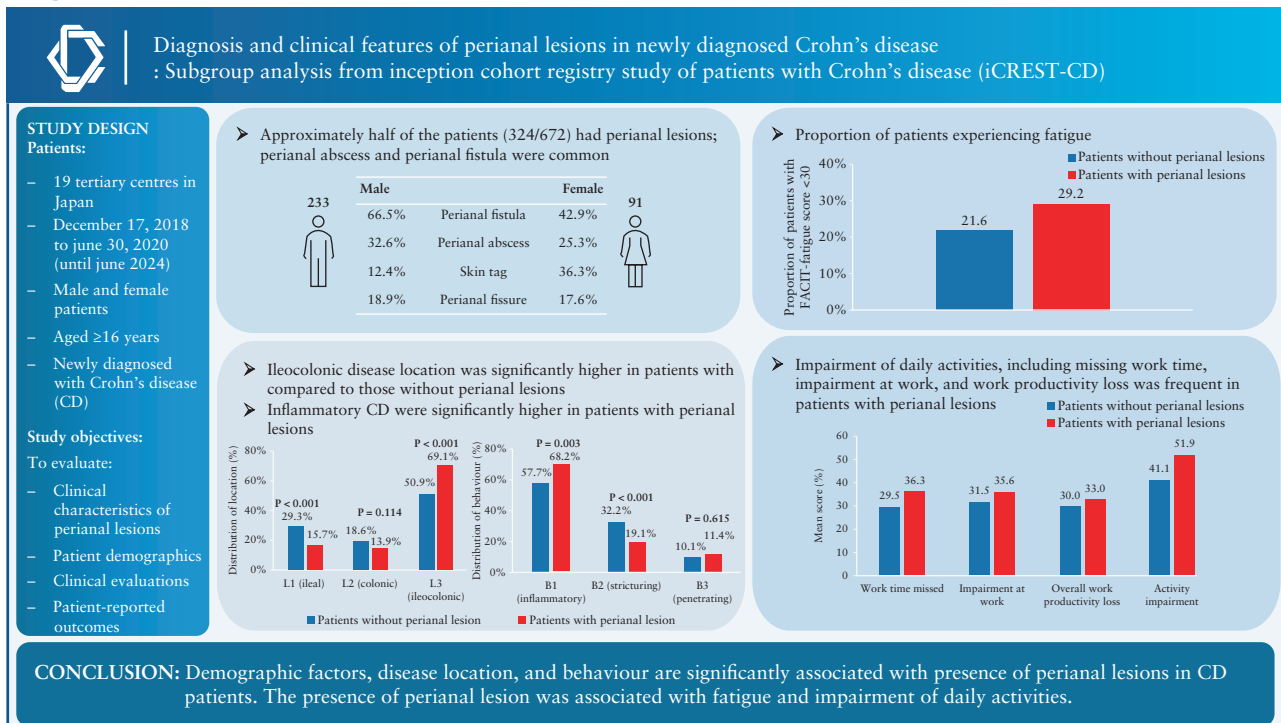 Diagnosis and clinical features of perianal lesions in newly diagnosed Crohn's disease
: Subgroup analysis from inception cohort registry study of patients with Crohn's disease (iCREST-CD)
STUDY DESIGN
Patients:
– 19 tertiary centres in
Japan
– December 17, 2018
to june 30, 2020
(until june 2024)
– Male and female
patients
– Aged ≥16 years
– Newly diagnosed
with Crohn's disease
(CD)
Study objectives:
To evaluate:
– Clinical
characteristics of
perianal lesions
– Patient demographics
– Clinical evaluations
– Patient-reported
outcomes
➢ Approximately half of the patients (324/672) had perianal lesions;
perianal abscess and perianal fistula were common
Male Female
233 91
66.5% Perianal fistula 42.9%
32.6% Perianal abscess 25.3%
12.4% Skin tag 36.3%
18.9% Perianal fissure 17.6%
➢ Proportion of patients experiencing fatigue
Patients without perianal lesions
Patients with perianal lesions
Proportion of patients with
FACIT-fatigue score <30
40%
30%
20%
10%
0%
21.6
29.2
➢ Ileocolonic disease location was significantly higher in patients with
compared to those without perianal lesions
➢ Inflammatory CD were significantly higher in patients with perianal
lesions
Distribution of location (%)
80%
60%
40%
20%
0%
P < 0.001
29.3%
15.7%
P = 0.114
18.6%
13.9%
P < 0.001
50.9%
69.1%
L1 (ileal)
L2 (colonic)
L3
(ileocolonic)
Distribution of behaviour (%)
80%
60%
40%
20%
0%
P = 0.003
57.7%
68.2%
P < 0.001
32.2%
19.1%
P = 0.615
10.1%
11.4%
B1
(inflammatory)
B2 (stricturing)
B3
(penetrating)
Patients without perianal lesion
Patients with perianal lesion
➢ Impairment of daily activities, including missing work time,
impairment at work, and work productivity loss was frequent in
patients with perianal lesions
Patients without perianal lesions
Patients with perianal lesions
Mean score (%)
60
50
40
30
20
10
0
29.5
36.3
31.5
35.6
30.0
33.0
41.1
51.9
Work time missed
Impairment at
work
Overall work
productivity loss
Activity
impairment
CONCLUSION: Demographic factors, disease location, and behaviour are significantly associated with presence of perianal lesions in CD
patients. The presence of perianal lesion was associated with fatigue and impairment of daily activities.